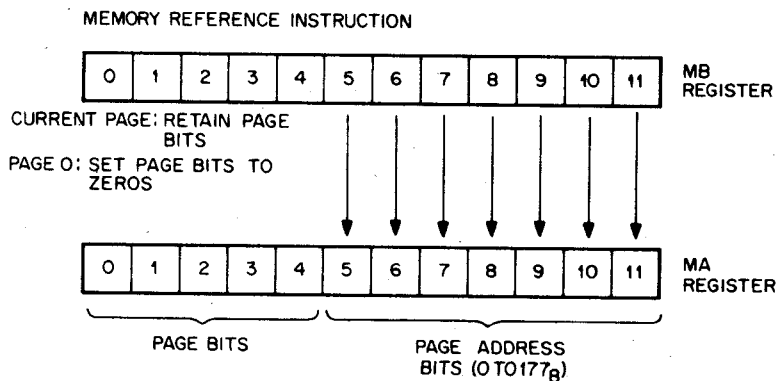 MEMORY REFERENCE INSTRUCTION
0 1 2 3 4 5 6 7 8 9 10 11
MB REGISTER
CURRENT PAGE: RETAIN PAGE BITS
PAGE 0: SET PAGE BITS TO ZEROS
0 1 2 3 4 5 6 7 8 9 10 11
MA REGISTER
PAGE BITS
PAGE ADDRESS
BITS (0 TO 177₈)